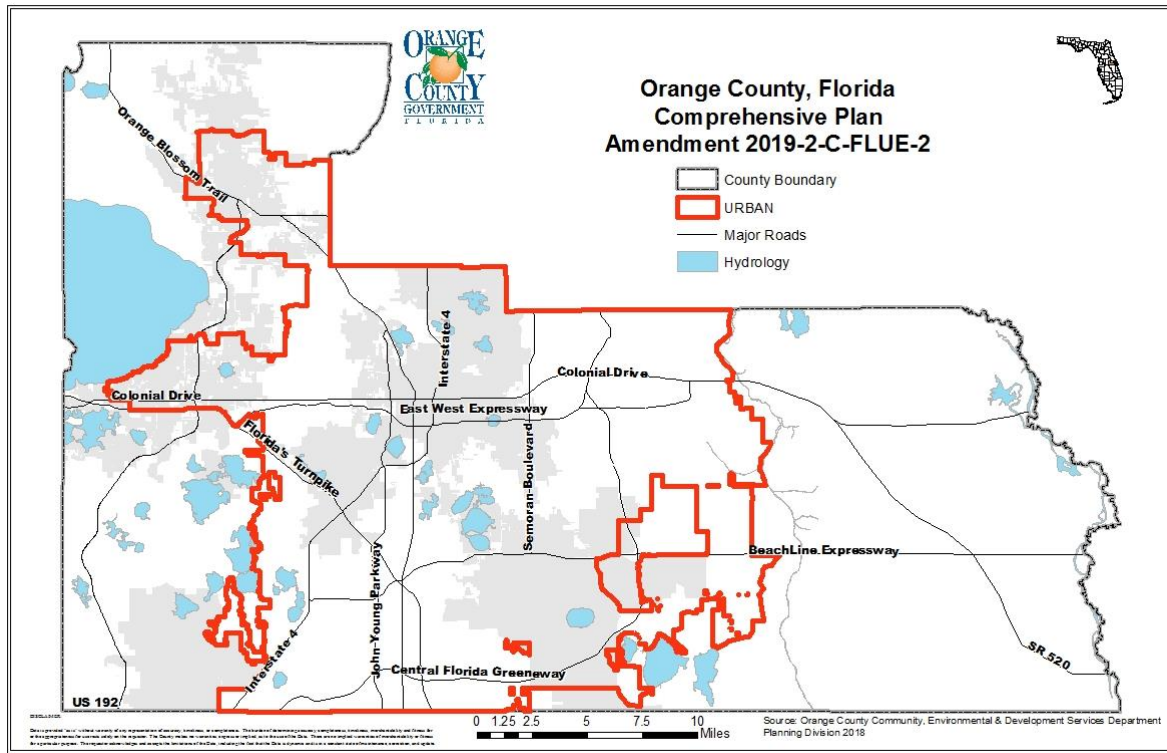 ORANGE
COUNTY
GOVERNMENT
FLORIDA
Orange County, Florida
Comprehensive Plan
Amendment 2019-2-C-FLUE-2
County Boundary
URBAN
Major Roads
Hydrology
Orange Blossom Trail
Interstate 4
Colonial Drive
Colonial Drive
East West Expressway
Florida's Turnpike
Semoran Boulevard
BeachLine Expressway
John Young Parkway
Interstate 4
Central Florida Greeneway
SR 520
US 192
0 1.25 2.5 5 7.5 10
Miles
Source: Orange County Community, Environmental & Development Services Department
Planning Division 2018